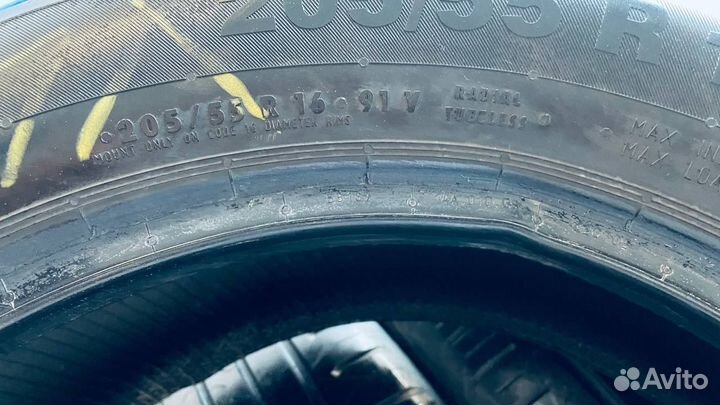 205/55 R 1
205/55 R 16 91 V RADIAL TUBELESS
MOUNT ONLY ON CODE 16 DIAMETER RIMS
MAX
MAX LOA
Avito